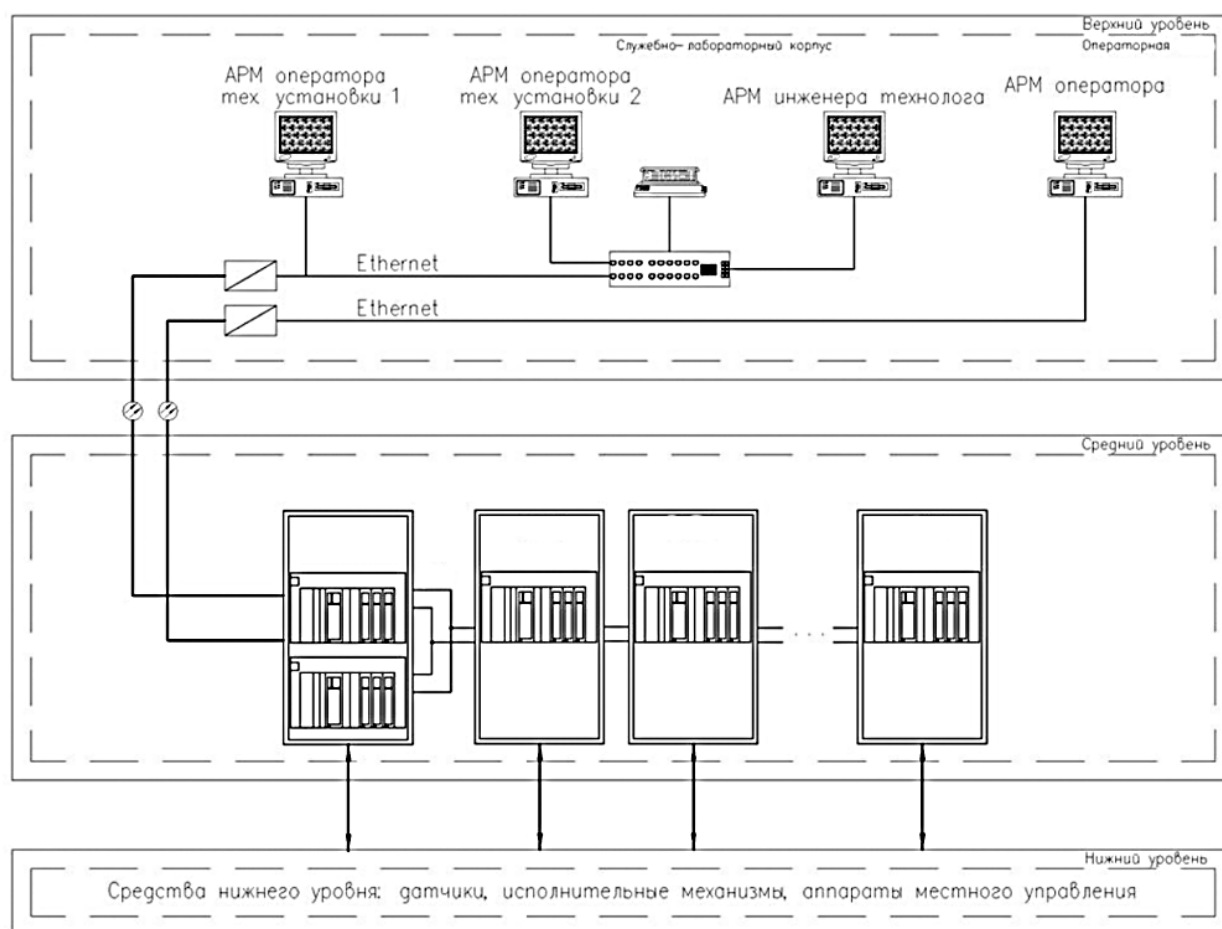 Верхний уровень
Служебно-лабораторный корпус
Операторная
АРМ оператора
тех. установки 1
АРМ оператора
тех. установки 2
АРМ инженера технолога
АРМ оператора
Ethernet
Ethernet
Средний уровень
. . .
Нижний уровень
Средства нижнего уровня: датчики, исполнительные механизмы, аппараты местного управления